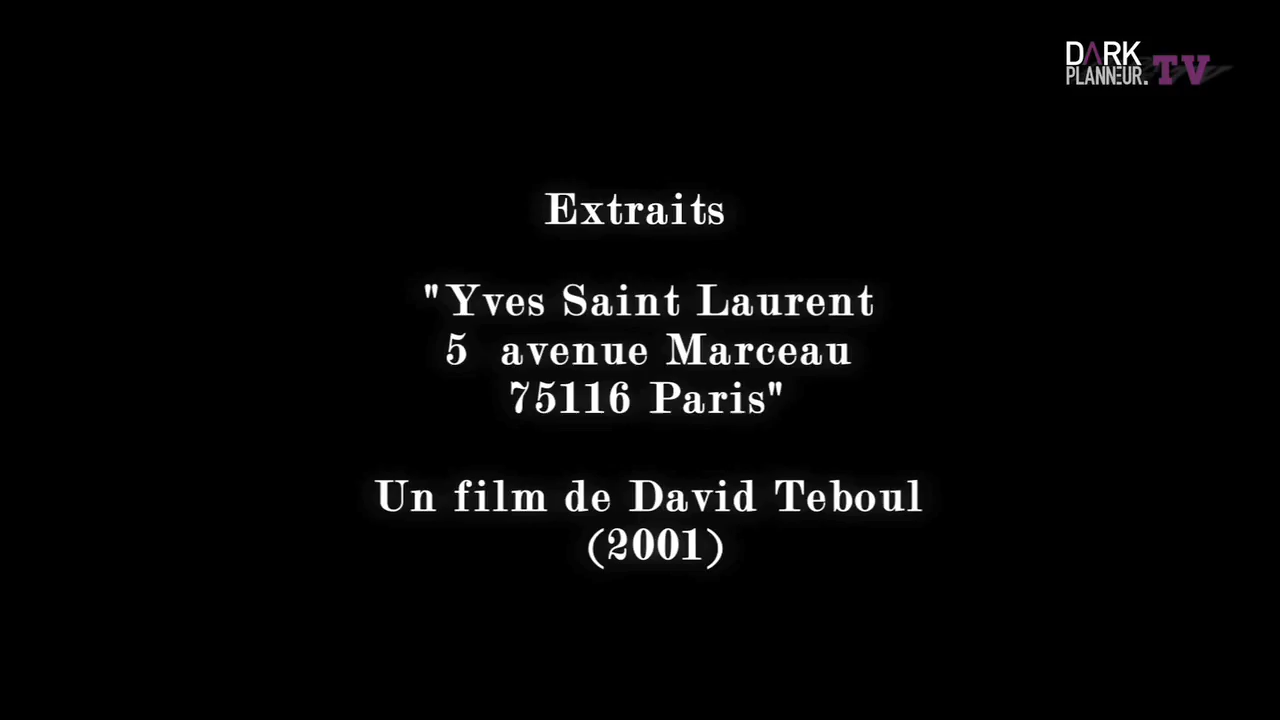 DARK
PLANNEUR. TV
Extraits
"Yves Saint Laurent
5 avenue Marceau
75116 Paris"
Un film de David Teboul
(2001)